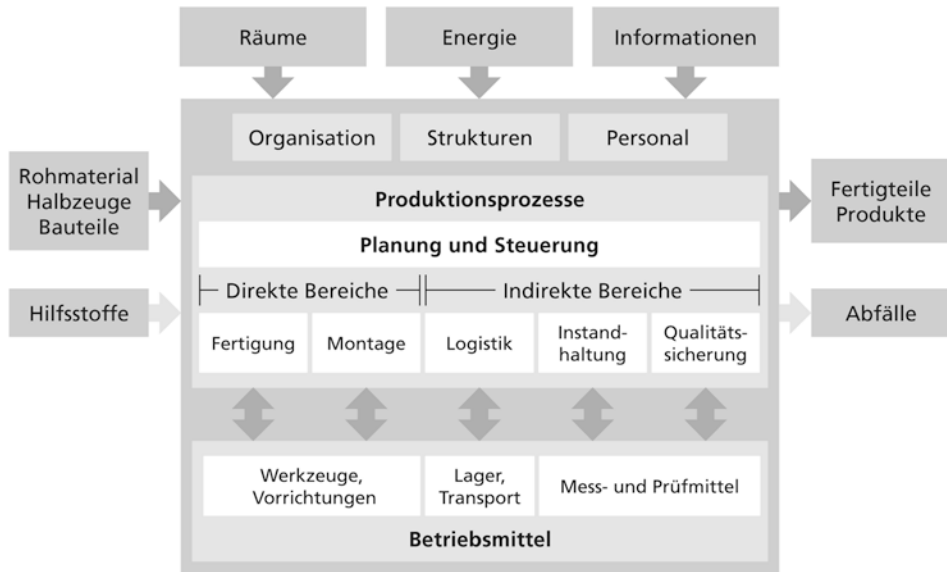 Räume
Energie
Informationen
Organisation
Strukturen
Personal
Rohmaterial
Halbzeuge
Bauteile
Produktionsprozesse
Fertigteile
Produkte
Planung und Steuerung
Hilfsstoffe
Direkte Bereiche
Indirekte Bereiche
Abfälle
Fertigung
Montage
Logistik
Instand-
haltung
Qualitäts-
sicherung
Werkzeuge,
Vorrichtungen
Lager,
Transport
Mess- und Prüfmittel
Betriebsmittel